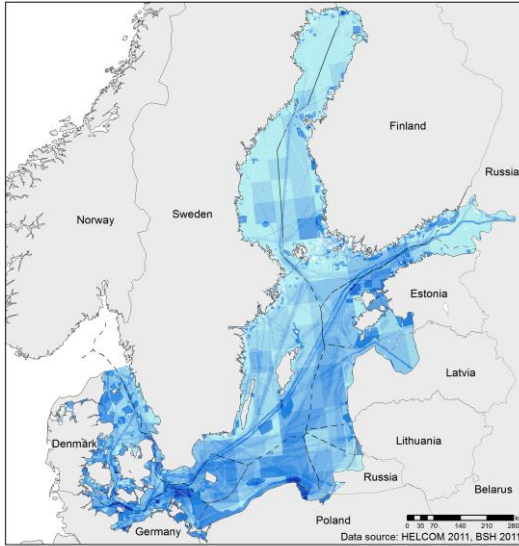 Finland
Russia
Norway
Sweden
Estonia
Latvia
Denmark
Lithuania
Russia
Belarus
Germany
Poland
0 35 70 140 210 280
Data source: HELCOM 2011, BSH 2011